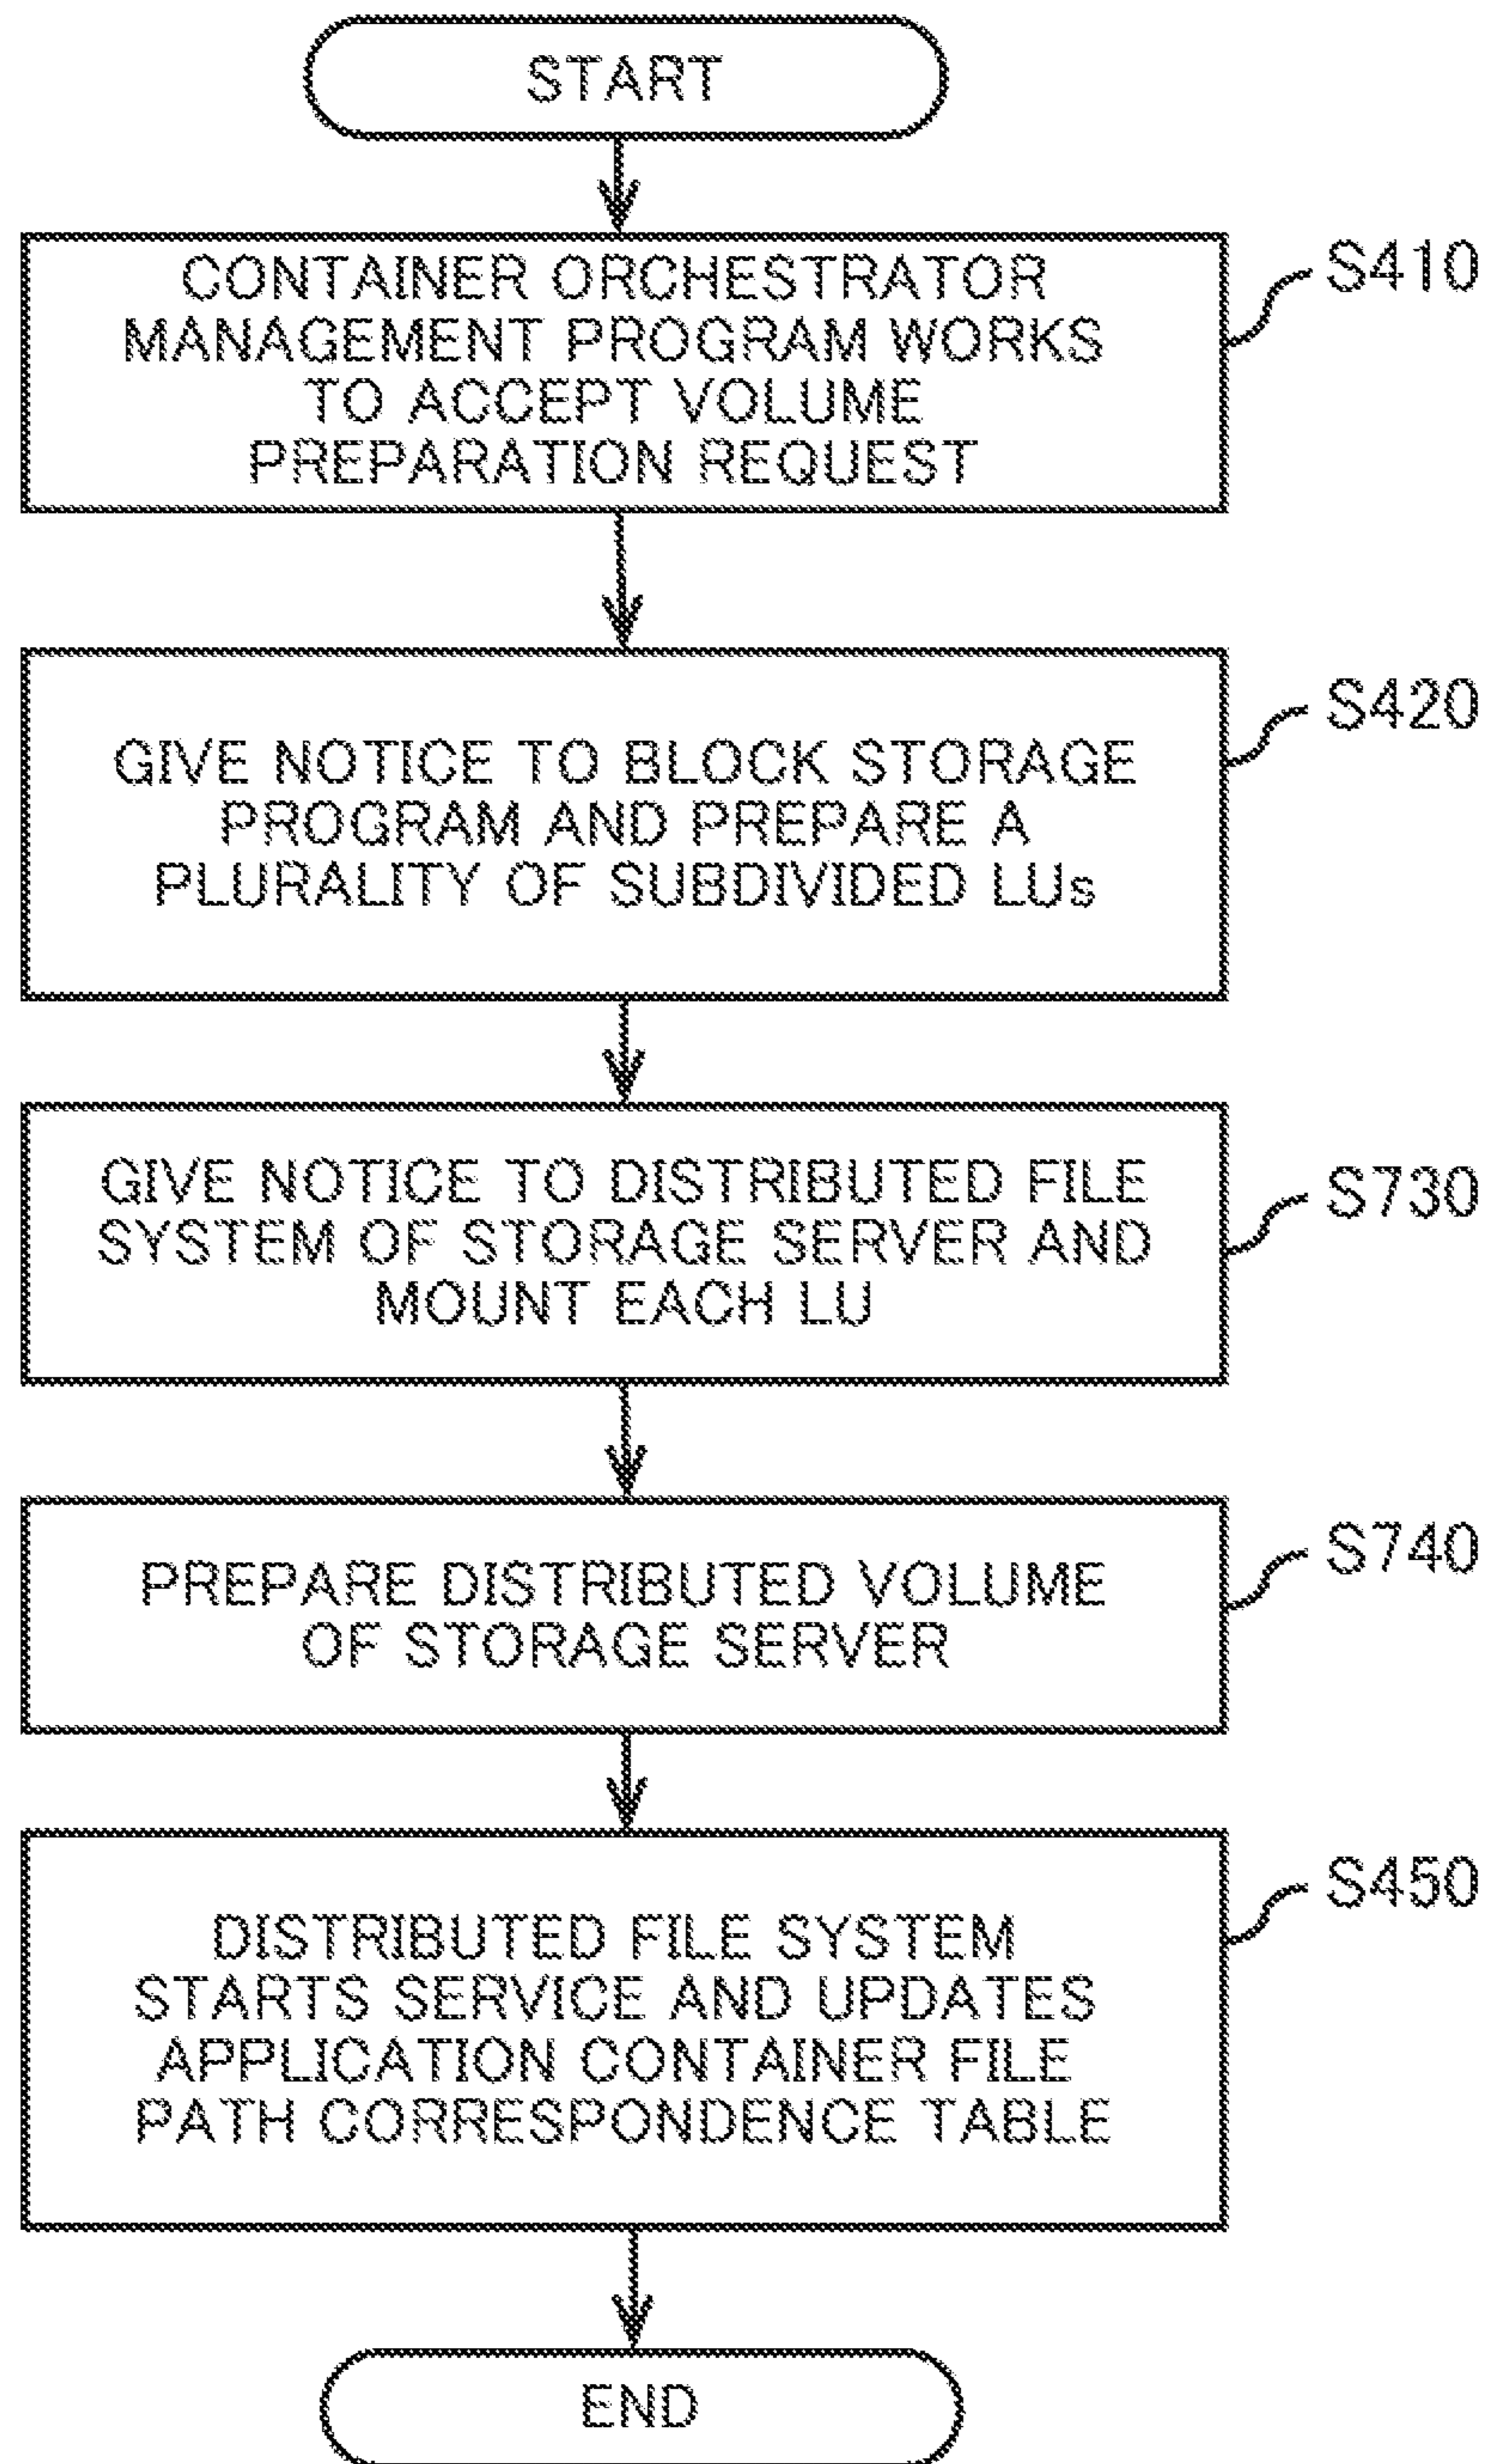 START
CONTAINER ORCHESTRATOR
MANAGEMENT PROGRAM WORKS
TO ACCEPT VOLUME
PREPARATION REQUEST
S410
GIVE NOTICE TO BLOCK STORAGE
PROGRAM AND PREPARE A
PLURALITY OF SUBDIVIDED LUs
S420
GIVE NOTICE TO DISTRIBUTED FILE
SYSTEM OF STORAGE SERVER AND
MOUNT EACH LU
S730
PREPARE DISTRIBUTED VOLUME
OF STORAGE SERVER
S740
DISTRIBUTED FILE SYSTEM
STARTS SERVICE AND UPDATES
APPLICATION CONTAINER FILE
PATH CORRESPONDENCE TABLE
S450
END